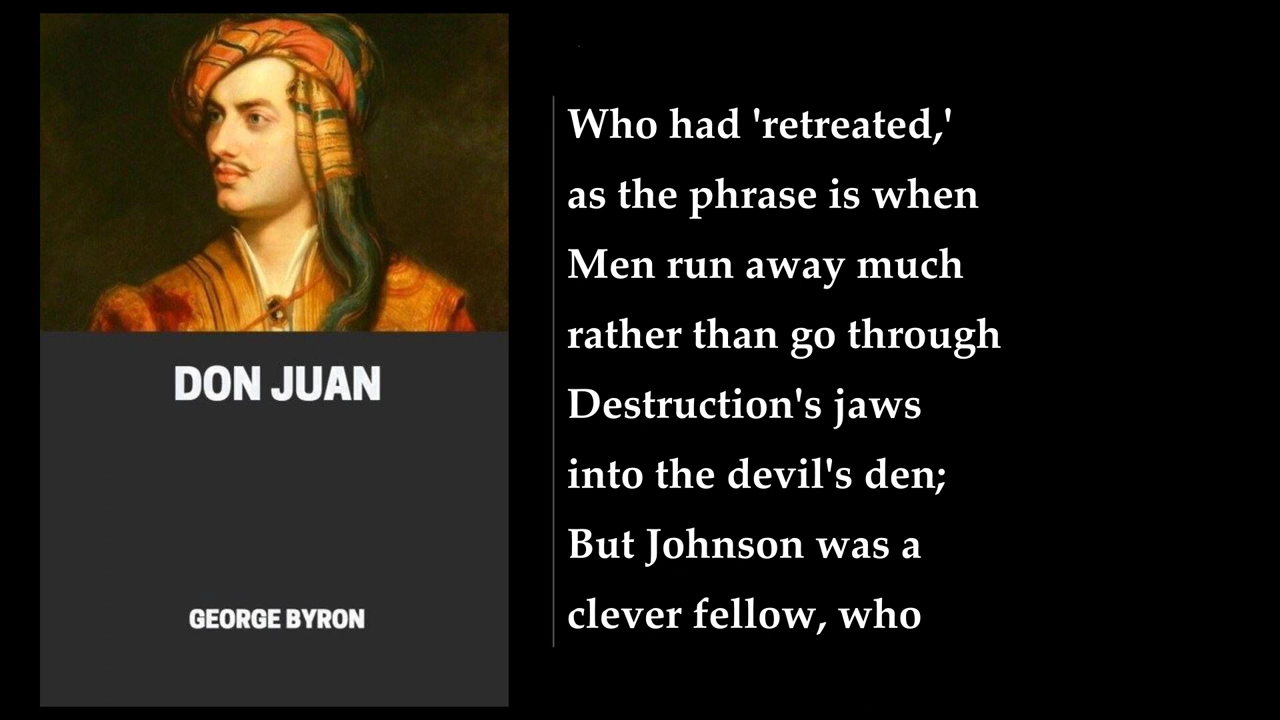 DON JUAN
GEORGE BYRON
Who had 'retreated,'
as the phrase is when
Men run away much
rather than go through
Destruction's jaws
into the devil's den;
But Johnson was a
clever fellow, who